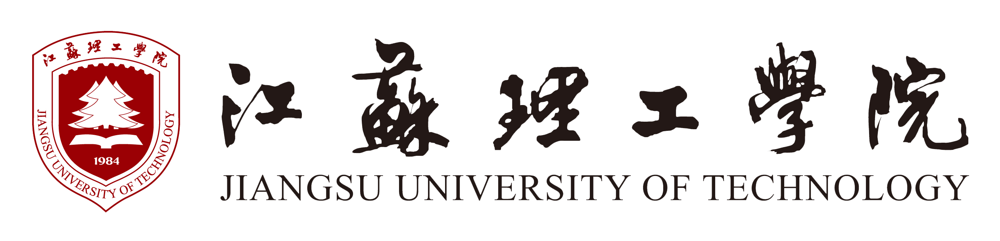 江蘇理工學院
1984
JIANGSU UNIVERSITY OF TECHNOLOGY
江蘇理工學院
JIANGSU UNIVERSITY OF TECHNOLOGY